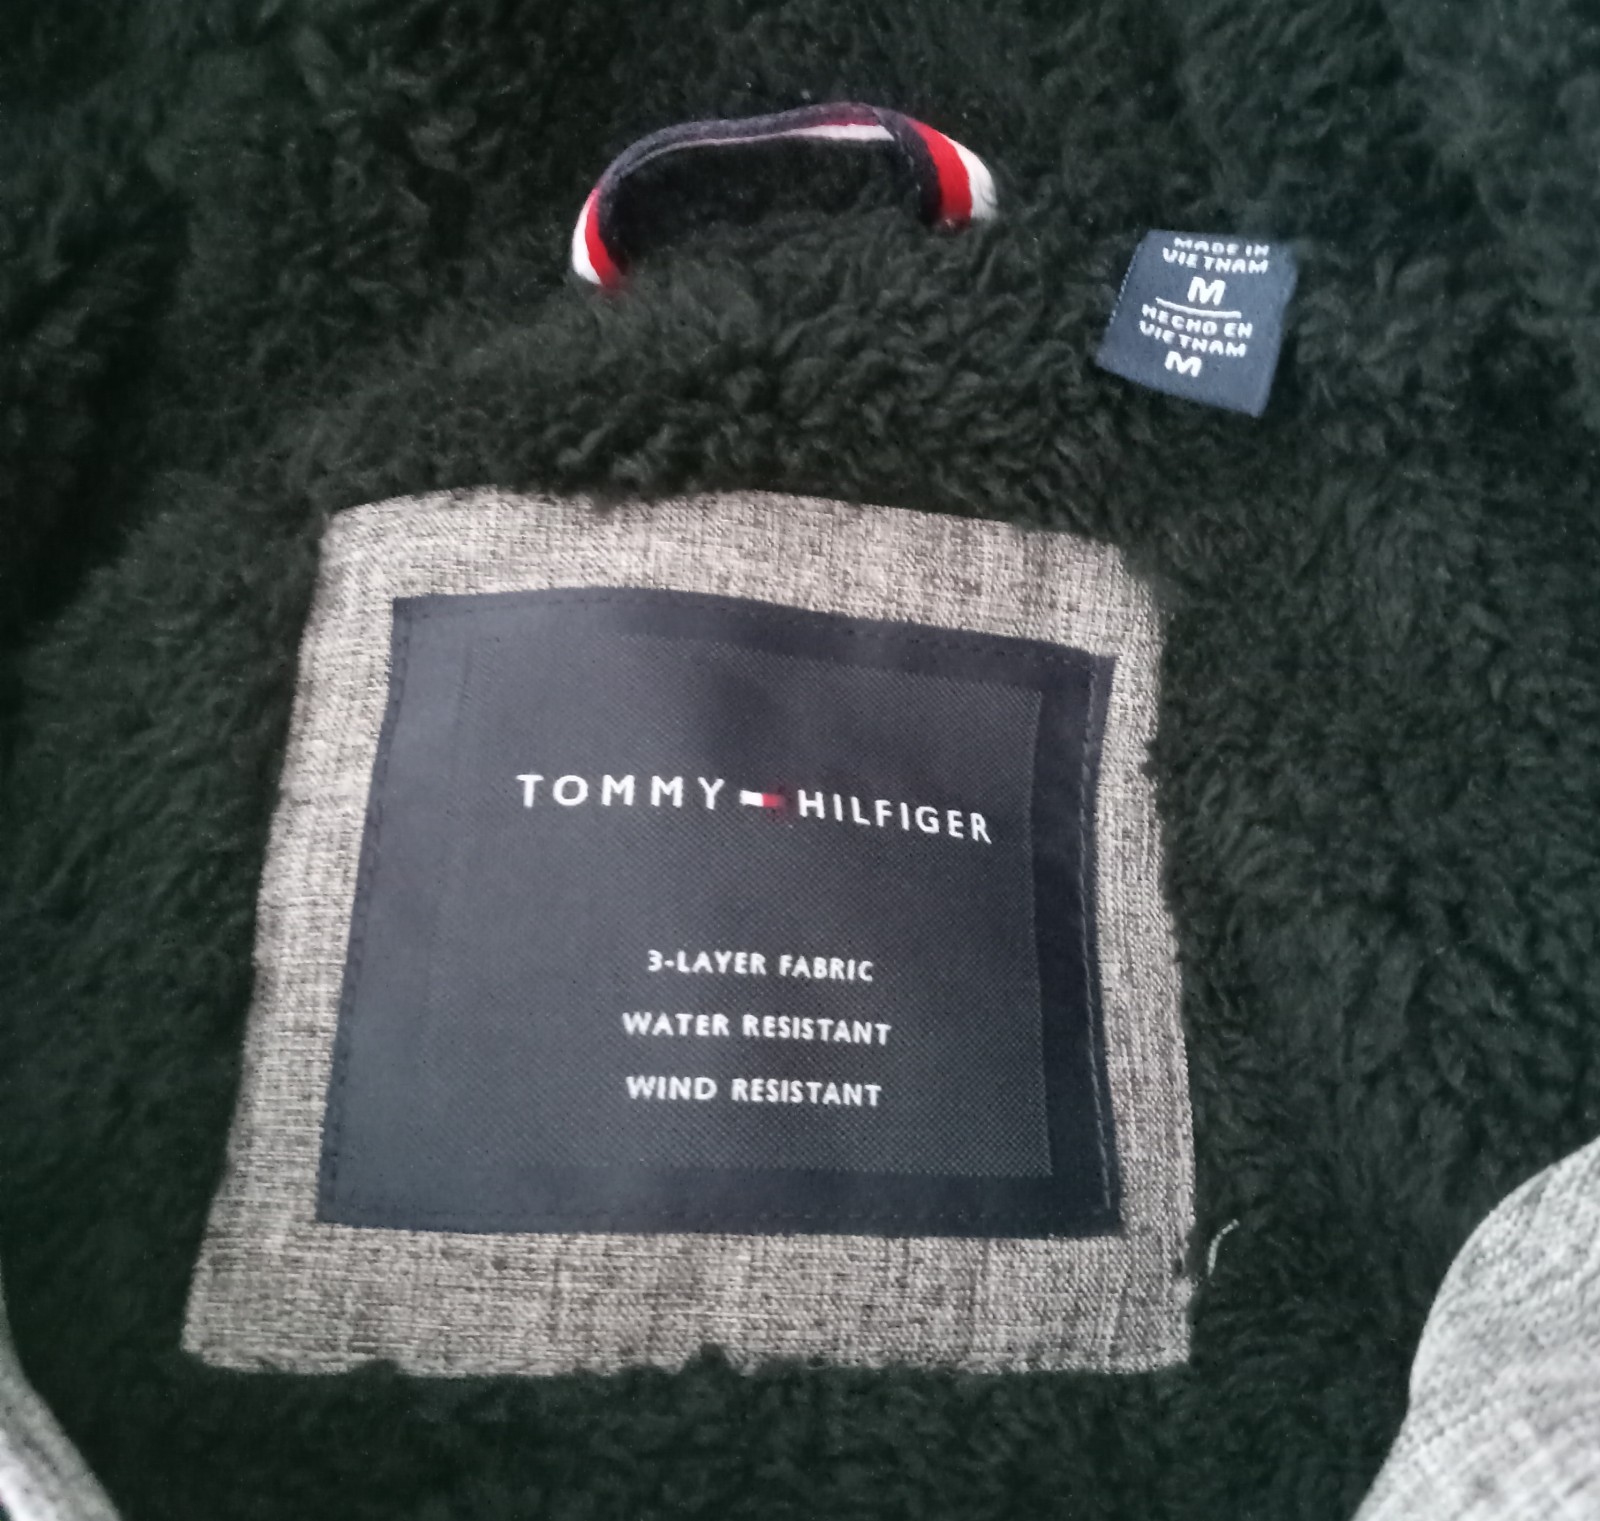 MADE IN
VIETNAM
M
HECHO EN
VIETNAM
M
TOMMY HILFIGER
3-LAYER FABRIC
WATER RESISTANT
WIND RESISTANT